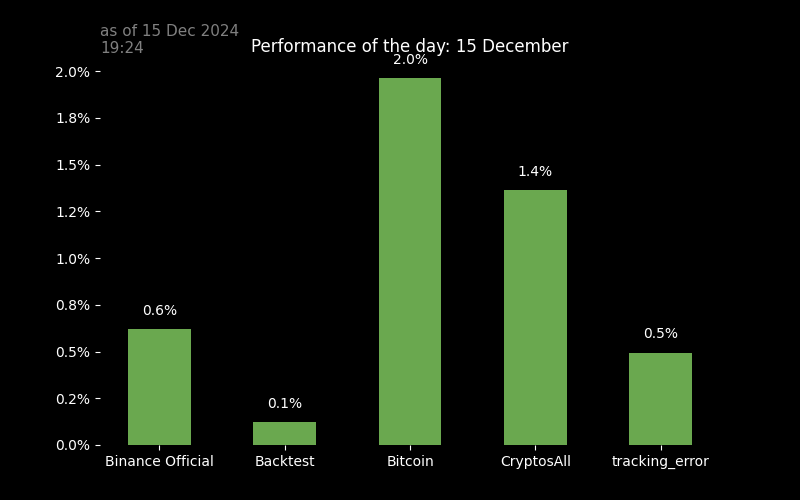 as of 15 Dec 2024
19:24
Performance of the day: 15 December
2.0%
1.8%
1.5%
1.2%
1.0%
0.8%
0.5%
0.2%
0.0%
0.6%
0.1%
2.0%
1.4%
0.5%
Binance Official
Backtest
Bitcoin
CryptosAll
tracking_error